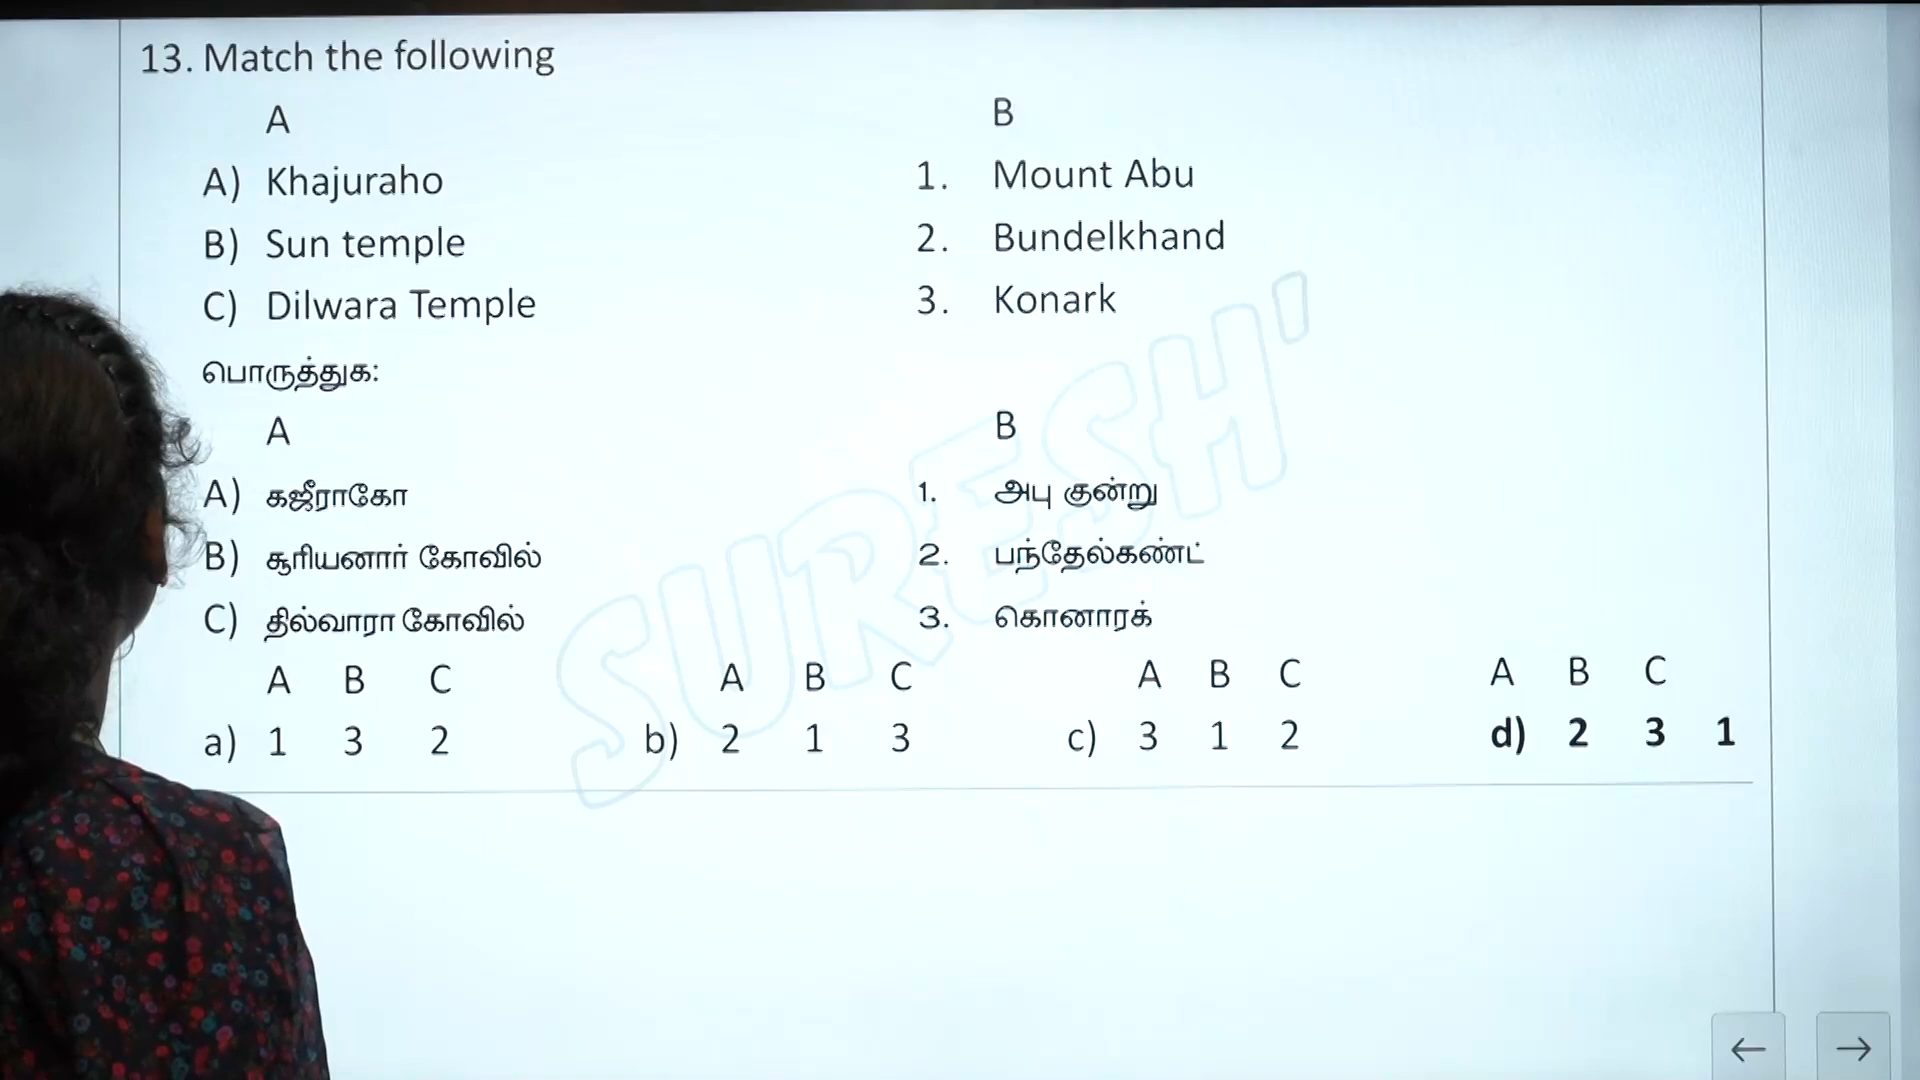 13. Match the following
A B
A) Khajuraho 1. Mount Abu
B) Sun temple 2. Bundelkhand
C) Dilwara Temple 3. Konark
பொருத்துக:
A B
A) கஜீராகோ 1. அபு குன்று
B) சூரியனார் கோவில் 2. பந்தேல்கண்ட்
C) தில்வாரா கோவில் 3. கொனாரக்
A B C A B C A B C A B C
a) 1 3 2 b) 2 1 3 c) 3 1 2 d) 2 3 1
SURESH'